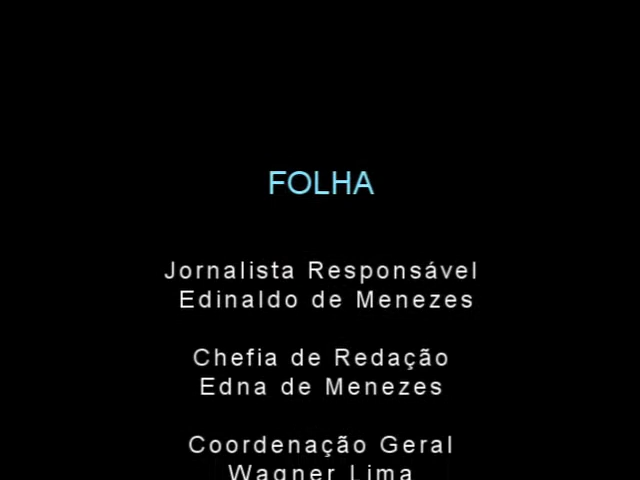 FOLHA
Jornalista Responsável
Edinaldo de Menezes
Chefia de Redação
Edna de Menezes
Coordenação Geral
Wagner Lima